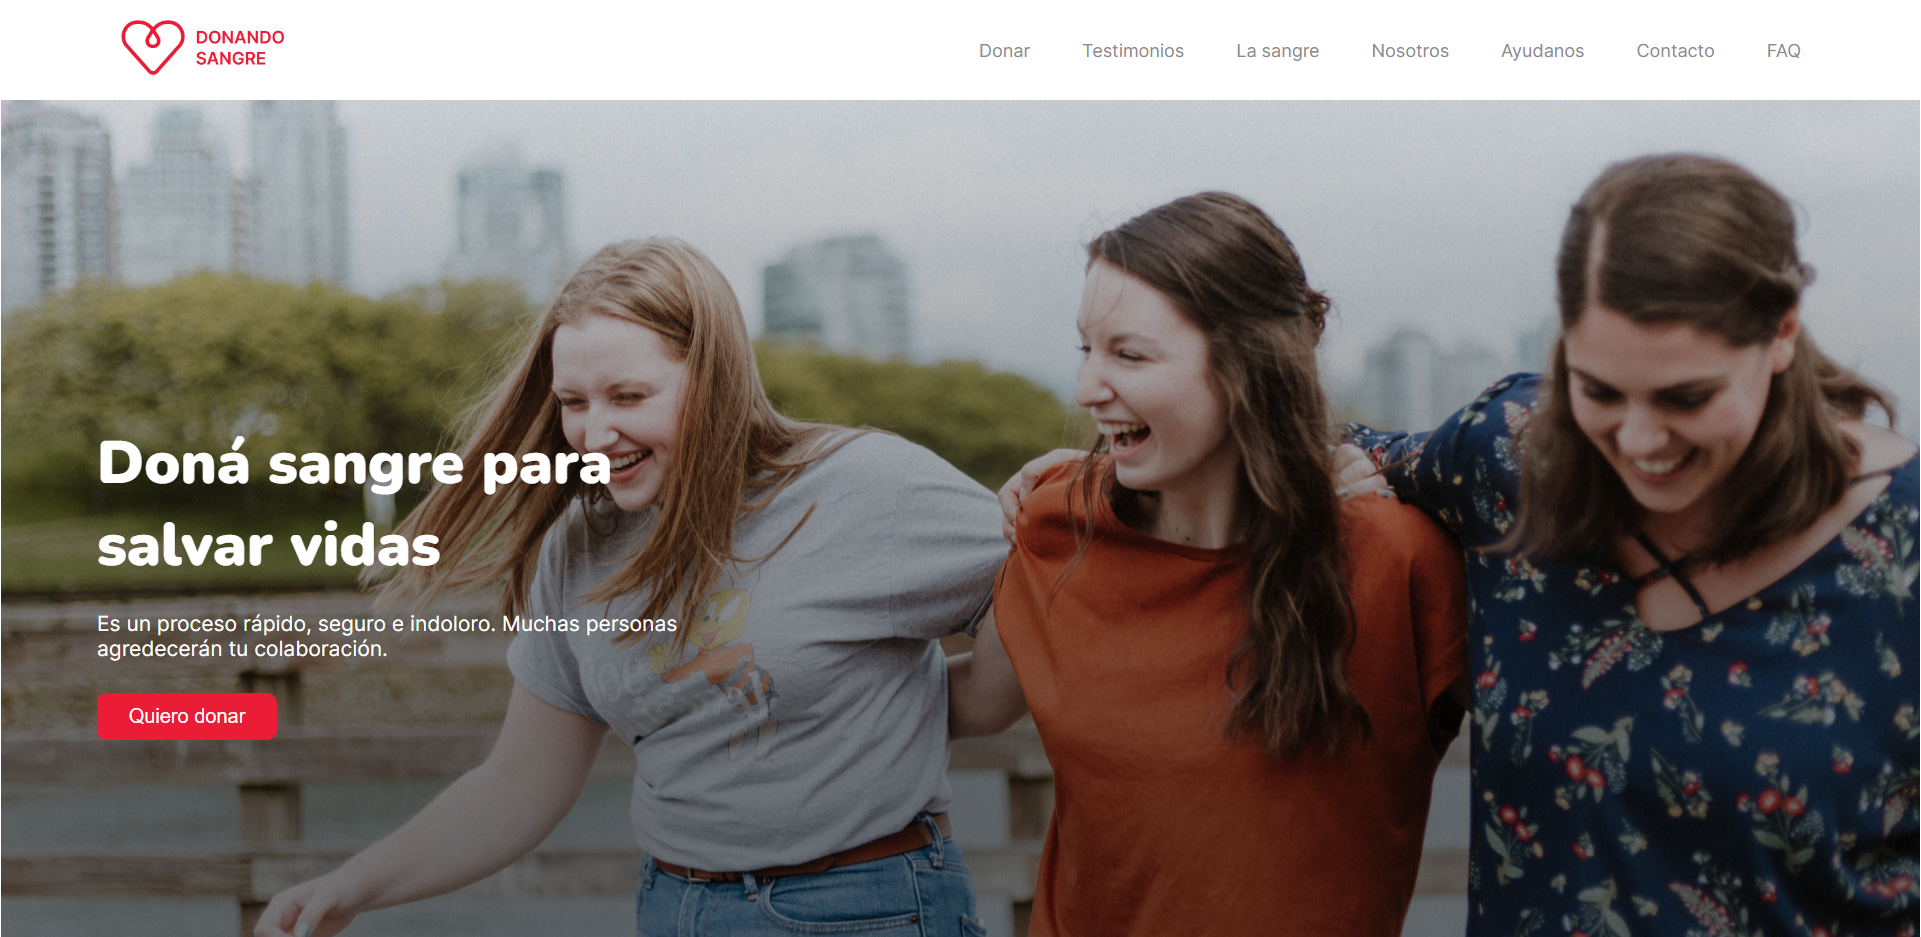 DONANDO
SANGRE
Donar Testimonios La sangre Nosotros Ayudanos Contacto FAQ
Doná sangre para
salvar vidas
Es un proceso rápido, seguro e indoloro. Muchas personas
agredecerán tu colaboración.
Quiero donar